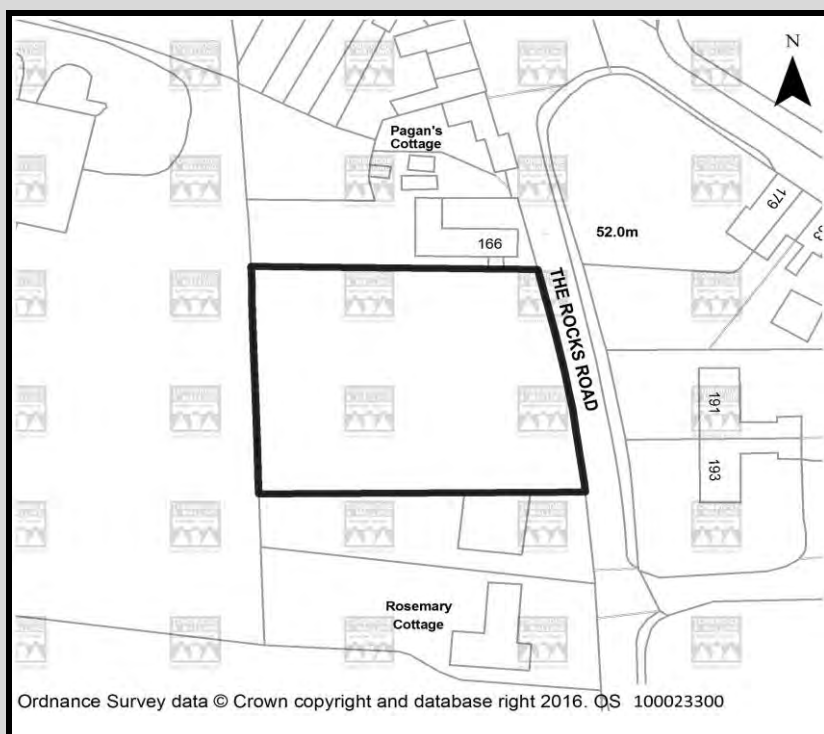 N
Pagan's
Cottage
179
52.0m
166
THE ROCKS ROAD
191
193
Rosemary
Cottage
Ordnance Survey data © Crown copyright and database right 2016. OS 100023300